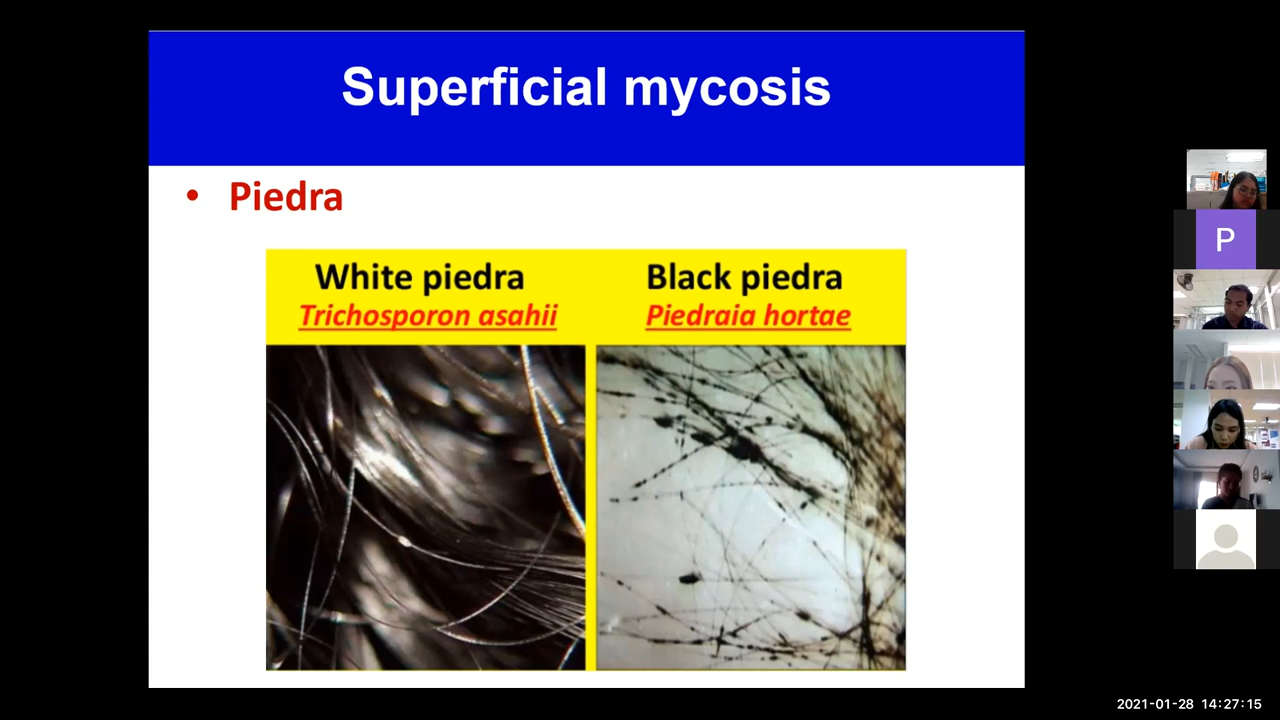 Superficial mycosis
• Piedra
White piedra
Trichosporon asahii
Black piedra
Piedraia hortae
P
2021-01-28 14:27:15